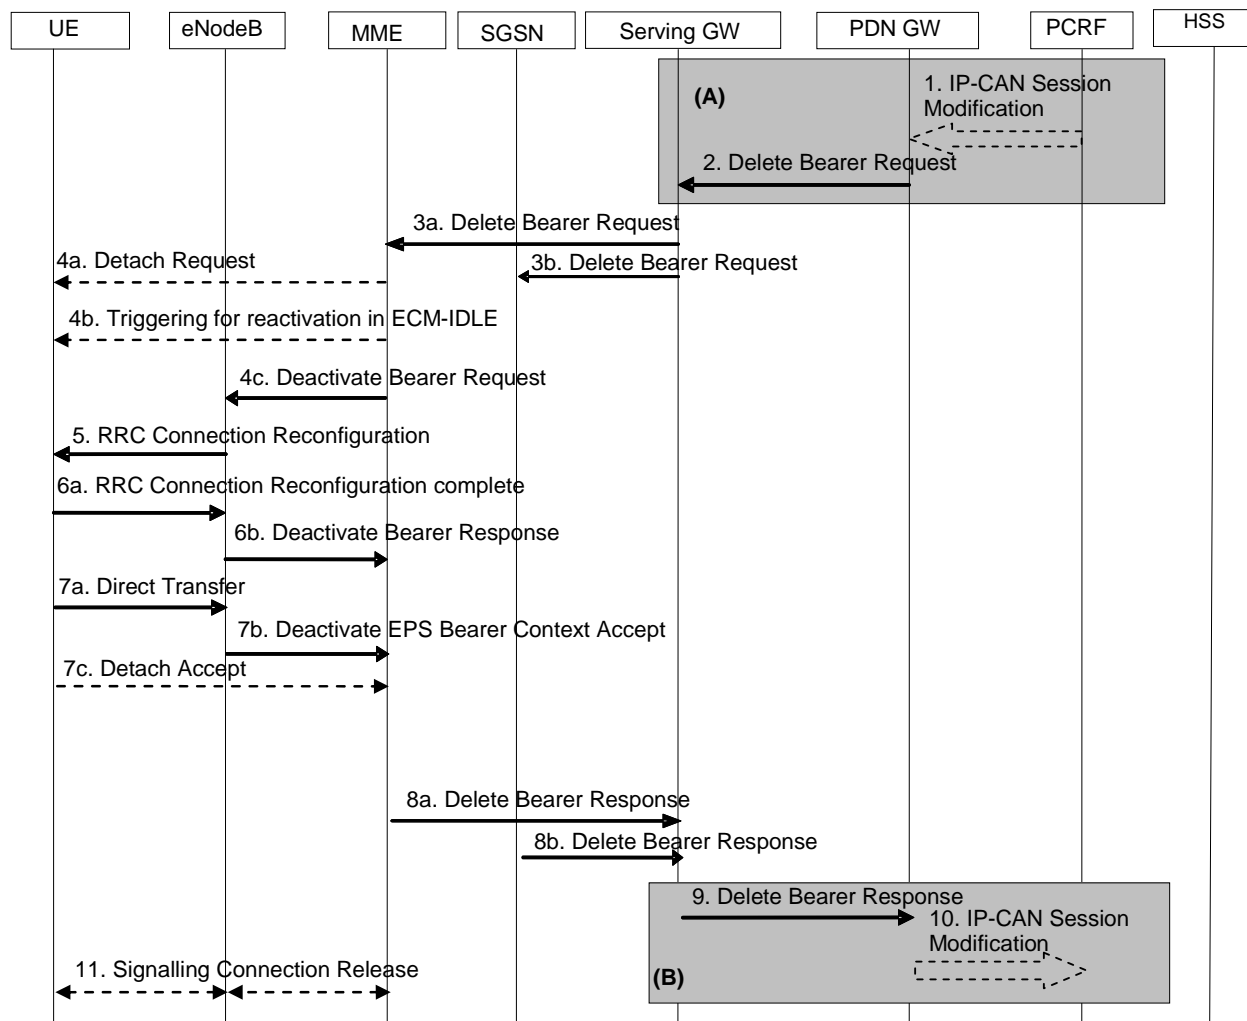 UE
eNodeB
MME
SGSN
Serving GW
PDN GW
PCRF
HSS
(A)
1. IP-CAN Session
Modification
2. Delete Bearer Request
3a. Delete Bearer Request
4a. Detach Request
3b. Delete Bearer Request
4b. Triggering for reactivation in ECM-IDLE
4c. Deactivate Bearer Request
5. RRC Connection Reconfiguration
6a. RRC Connection Reconfiguration complete
6b. Deactivate Bearer Response
7a. Direct Transfer
7b. Deactivate EPS Bearer Context Accept
7c. Detach Accept
8a. Delete Bearer Response
8b. Delete Bearer Response
9. Delete Bearer Response
10. IP-CAN Session
Modification
11. Signalling Connection Release
(B)